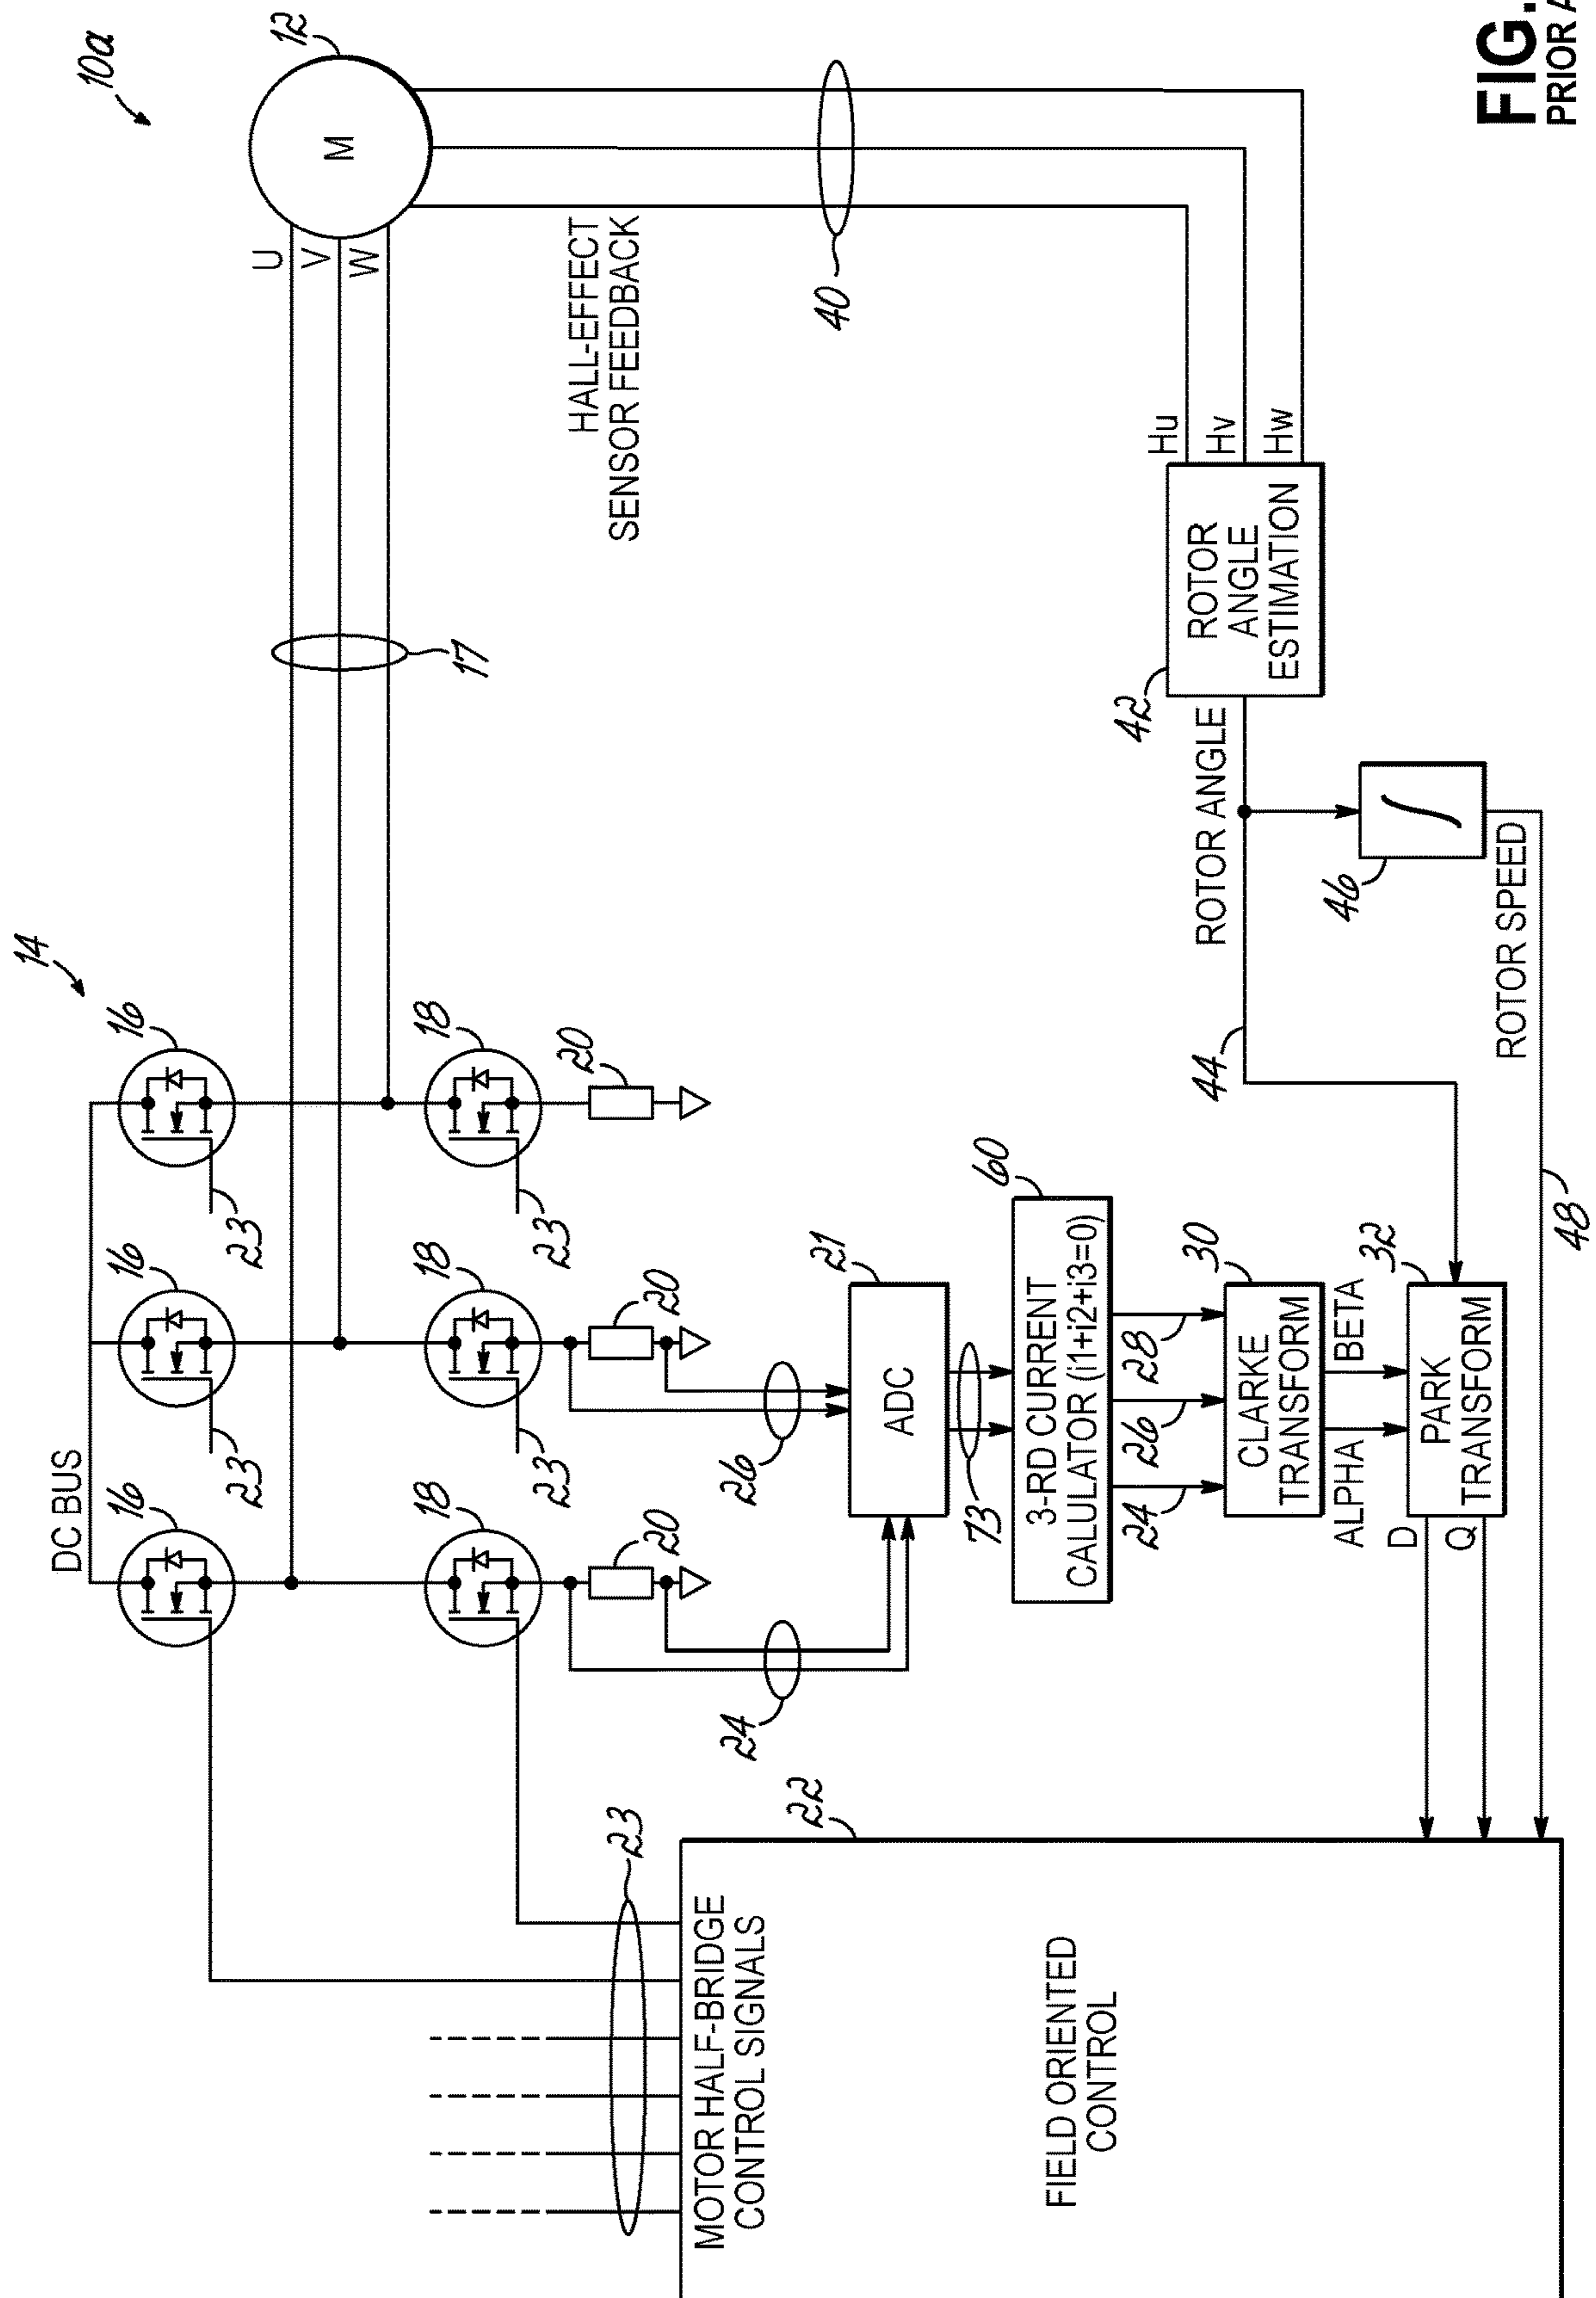 10a
12
M
U
V
W
17
HALL-EFFECT
SENSOR FEEDBACK
40
Hu
Hv
Hw
ROTOR
ANGLE
ESTIMATION
42
ROTOR ANGLE
44
46
∫
ROTOR SPEED
48
14
DC BUS
16
16
16
18
18
18
20
20
20
23
23
23
23
24
26
21
ADC
73
60
3-RD CURRENT
CALULATOR (i1+i2+i3=0)
24
26
28
30
CLARKE
TRANSFORM
ALPHA
BETA
32
PARK
TRANSFORM
D
Q
23
22
MOTOR HALF-BRIDGE
CONTROL SIGNALS
FIELD ORIENTED
CONTROL
FIG.
PRIOR A